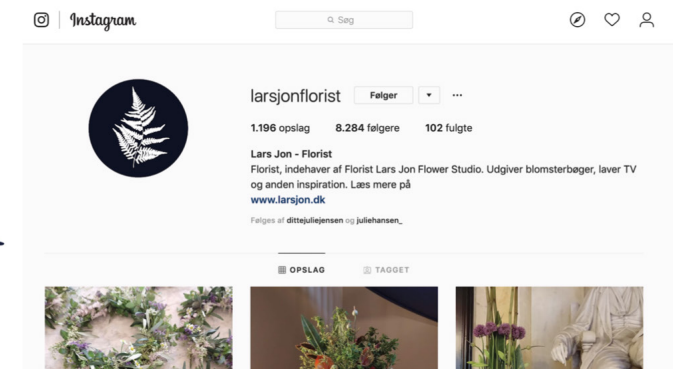 Instagram
Søg
larsjonflorist Følger
1.196 opslag 8.284 følgere 102 fulgte
Lars Jon - Florist
Florist, indehaver af Florist Lars Jon Flower Studio. Udgiver blomsterbøger, laver TV
og anden inspiration. Læs mere på
www.larsjon.dk
Følges af dittejuliejensen og juliehansen_
OPSLAG TAGGET